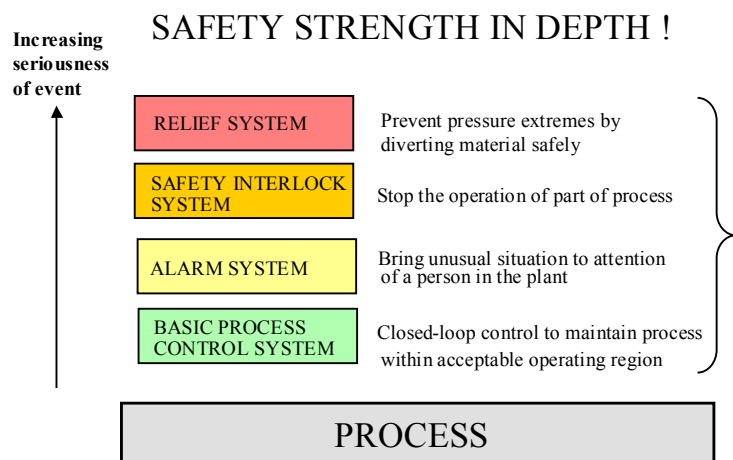 SAFETY STRENGTH IN DEPTH !
Increasing
seriousness
of event
RELIEF SYSTEM
Prevent pressure extremes by
diverting material safely
SAFETY INTERLOCK
SYSTEM
Stop the operation of part of process
ALARM SYSTEM
Bring unusual situation to attention
of a person in the plant
BASIC PROCESS
CONTROL SYSTEM
Closed-loop control to maintain process
within acceptable operating region
PROCESS